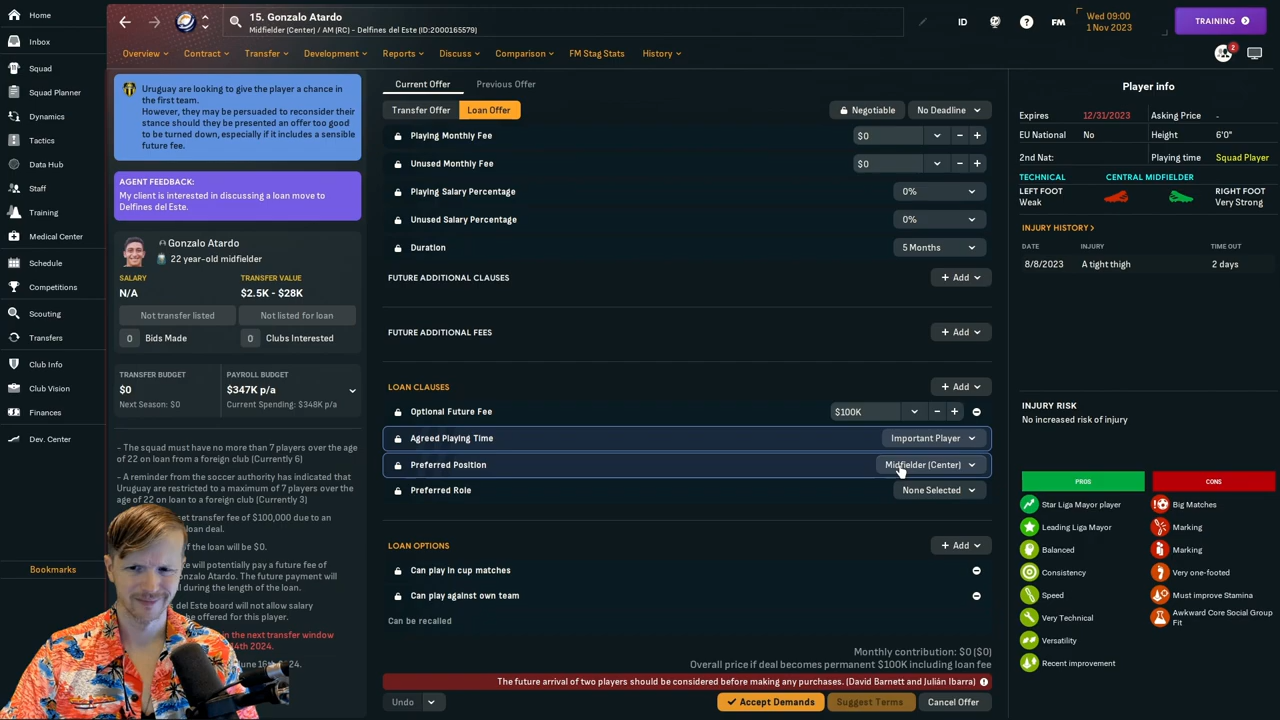 Home
Inbox
Squad
Squad Planner
Dynamics
Tactics
Data Hub
Staff
Training
Medical Center
Schedule
Competitions
Scouting
Transfers
Club Info
Club Vision
Finances
Dev. Center
Bookmarks
15. Gonzalo Atardo
Midfielder (Center) / AM (RC) - Delfines del Este (ID:2000165579)
ID
FM
Wed 09:00
1 Nov 2023
TRAINING
Overview
Contract
Transfer
Development
Reports
Discuss
Comparison
FM Stag Stats
History
2
Uruguay are looking to give the player a chance in
the first team.
However, they may be persuaded to reconsider their
stance should they be presented an offer too good
to be turned down, especially if it includes a sensible
future fee.
AGENT FEEDBACK:
My client is interested in discussing a loan move to
Delfines del Este.
Gonzalo Atardo
22 year-old midfielder
SALARY
TRANSFER VALUE
N/A
$2.5K - $28K
Not transfer listed
Not listed for loan
0 Bids Made
0 Clubs Interested
TRANSFER BUDGET
PAYROLL BUDGET
$0
$347K p/a
Next Season: $0
Current Spending: $348K p/a
- The squad must have no more than 7 players over the
age of 22 on loan from a foreign club (Currently 6)
- A reminder from the soccer authority has indicated that
Uruguay are restricted to a maximum of 7 players over the
age of 22 on loan to a foreign club (Currently 3)
et transfer fee of $100,000 due to an
loan deal.
of the loan will be $0.
te will potentially pay a future fee of
onzalo Atardo. The future payment will
l during the length of the loan.
s del Este board will not allow salary
be offered for this player.
in the next transfer window
14th 2024.
June 16th 2024.
Current Offer
Previous Offer
Transfer Offer
Loan Offer
Negotiable
No Deadline
Playing Monthly Fee
$0
Unused Monthly Fee
$0
Playing Salary Percentage
0%
Unused Salary Percentage
0%
Duration
5 Months
FUTURE ADDITIONAL CLAUSES
+ Add
FUTURE ADDITIONAL FEES
+ Add
LOAN CLAUSES
+ Add
Optional Future Fee
$100K
Agreed Playing Time
Important Player
Preferred Position
Midfielder (Center)
Preferred Role
None Selected
LOAN OPTIONS
+ Add
Can play in cup matches
Can play against own team
Can be recalled
Monthly contribution: $0 ($0)
Overall price if deal becomes permanent $100K including loan fee
The future arrival of two players should be considered before making any purchases. (David Barnett and Julián Ibarra)
Undo
Accept Demands
Suggest Terms
Cancel Offer
Player info
Expires
12/31/2023
Asking Price
-
EU National
No
Height
6'0"
2nd Nat:
Playing time
Squad Player
TECHNICAL
CENTRAL MIDFIELDER
LEFT FOOT
Weak
RIGHT FOOT
Very Strong
INJURY HISTORY >
DATE
INJURY
TIME OUT
8/8/2023
A tight thigh
2 days
INJURY RISK
No increased risk of injury
PROS
CONS
Star Liga Mayor player
Big Matches
Leading Liga Mayor
Marking
Balanced
Marking
Consistency
Very one-footed
Speed
Must improve Stamina
Very Technical
Awkward Core Social Group
Fit
Versatility
Recent improvement